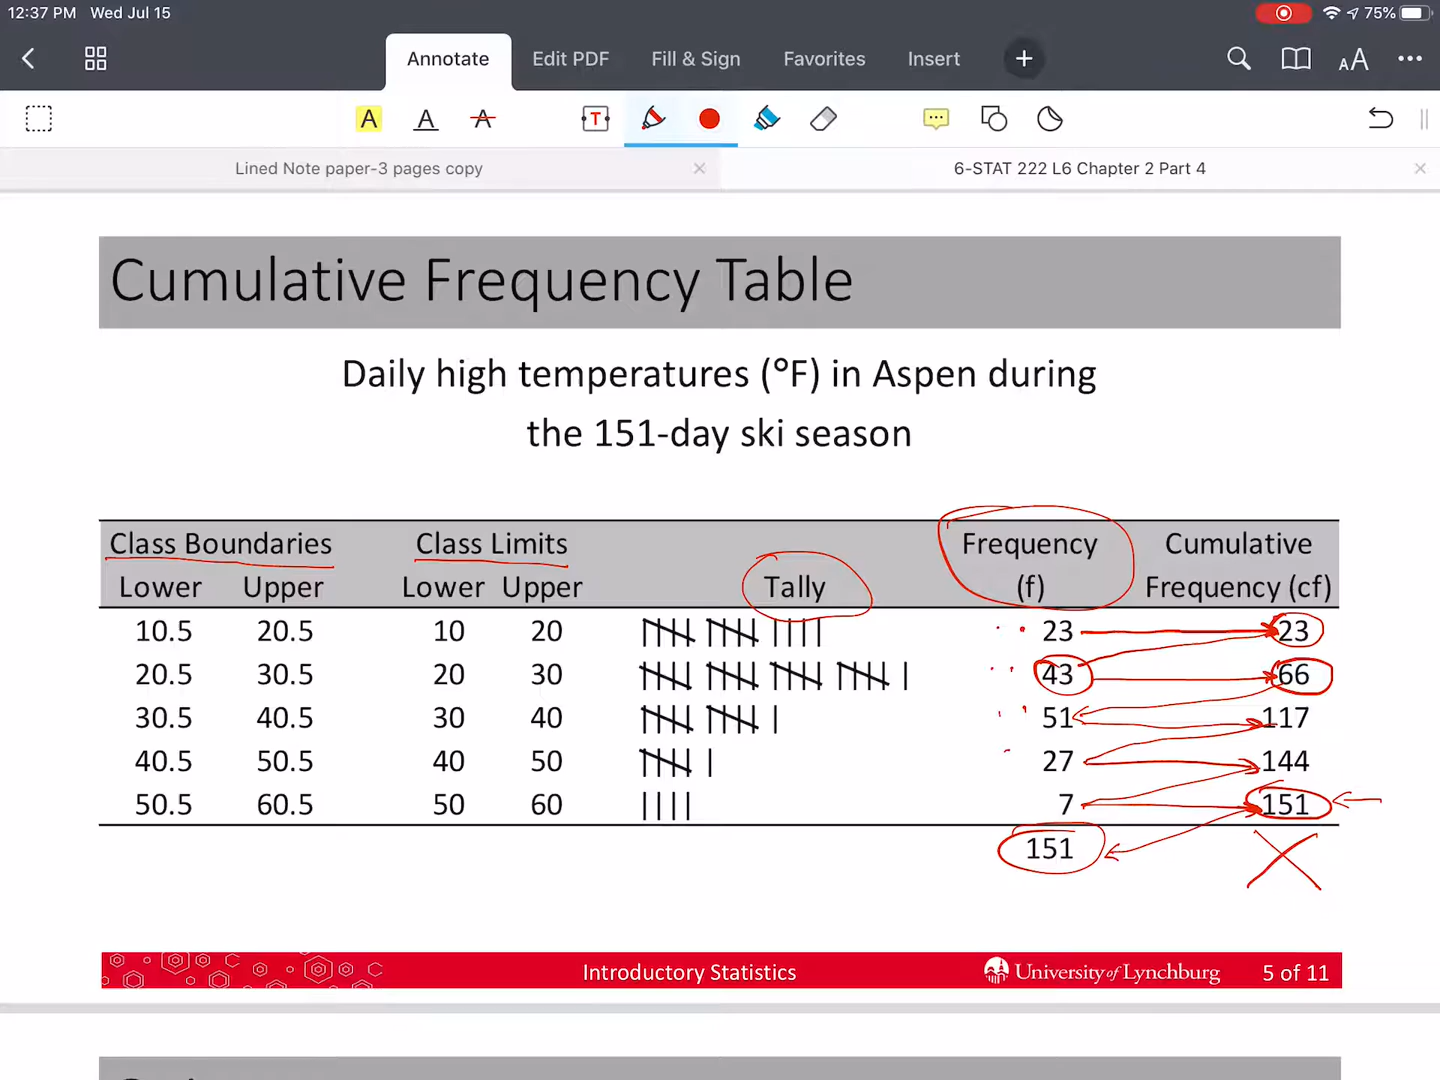 12:37 PM Wed Jul 15 75%
Annotate Edit PDF Fill & Sign Favorites Insert
Lined Note paper-3 pages copy
6-STAT 222 L6 Chapter 2 Part 4
Cumulative Frequency Table
Daily high temperatures (°F) in Aspen during
the 151-day ski season
Class Boundaries Class Limits Frequency Cumulative
Lower Upper Lower Upper Tally (f) Frequency (cf)
10.5 20.5 10 20 23 23
20.5 30.5 20 30 43 66
30.5 40.5 30 40 51 117
40.5 50.5 40 50 27 144
50.5 60.5 50 60 7 151
151
Introductory Statistics University of Lynchburg 5 of 11